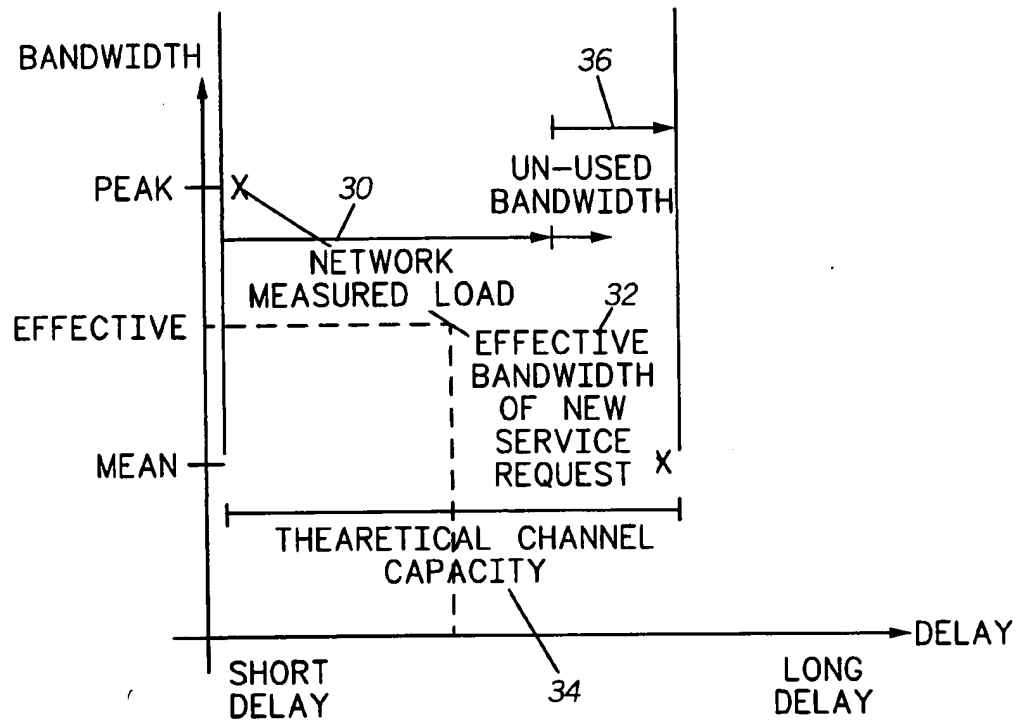 BANDWIDTH
36
PEAK
X
30
UN-USED
BANDWIDTH
NETWORK
MEASURED LOAD
32
EFFECTIVE
EFFECTIVE
BANDWIDTH
OF NEW
SERVICE
REQUEST
X
MEAN
THEARETICAL CHANNEL
CAPACITY
DELAY
SHORT
DELAY
34
LONG
DELAY